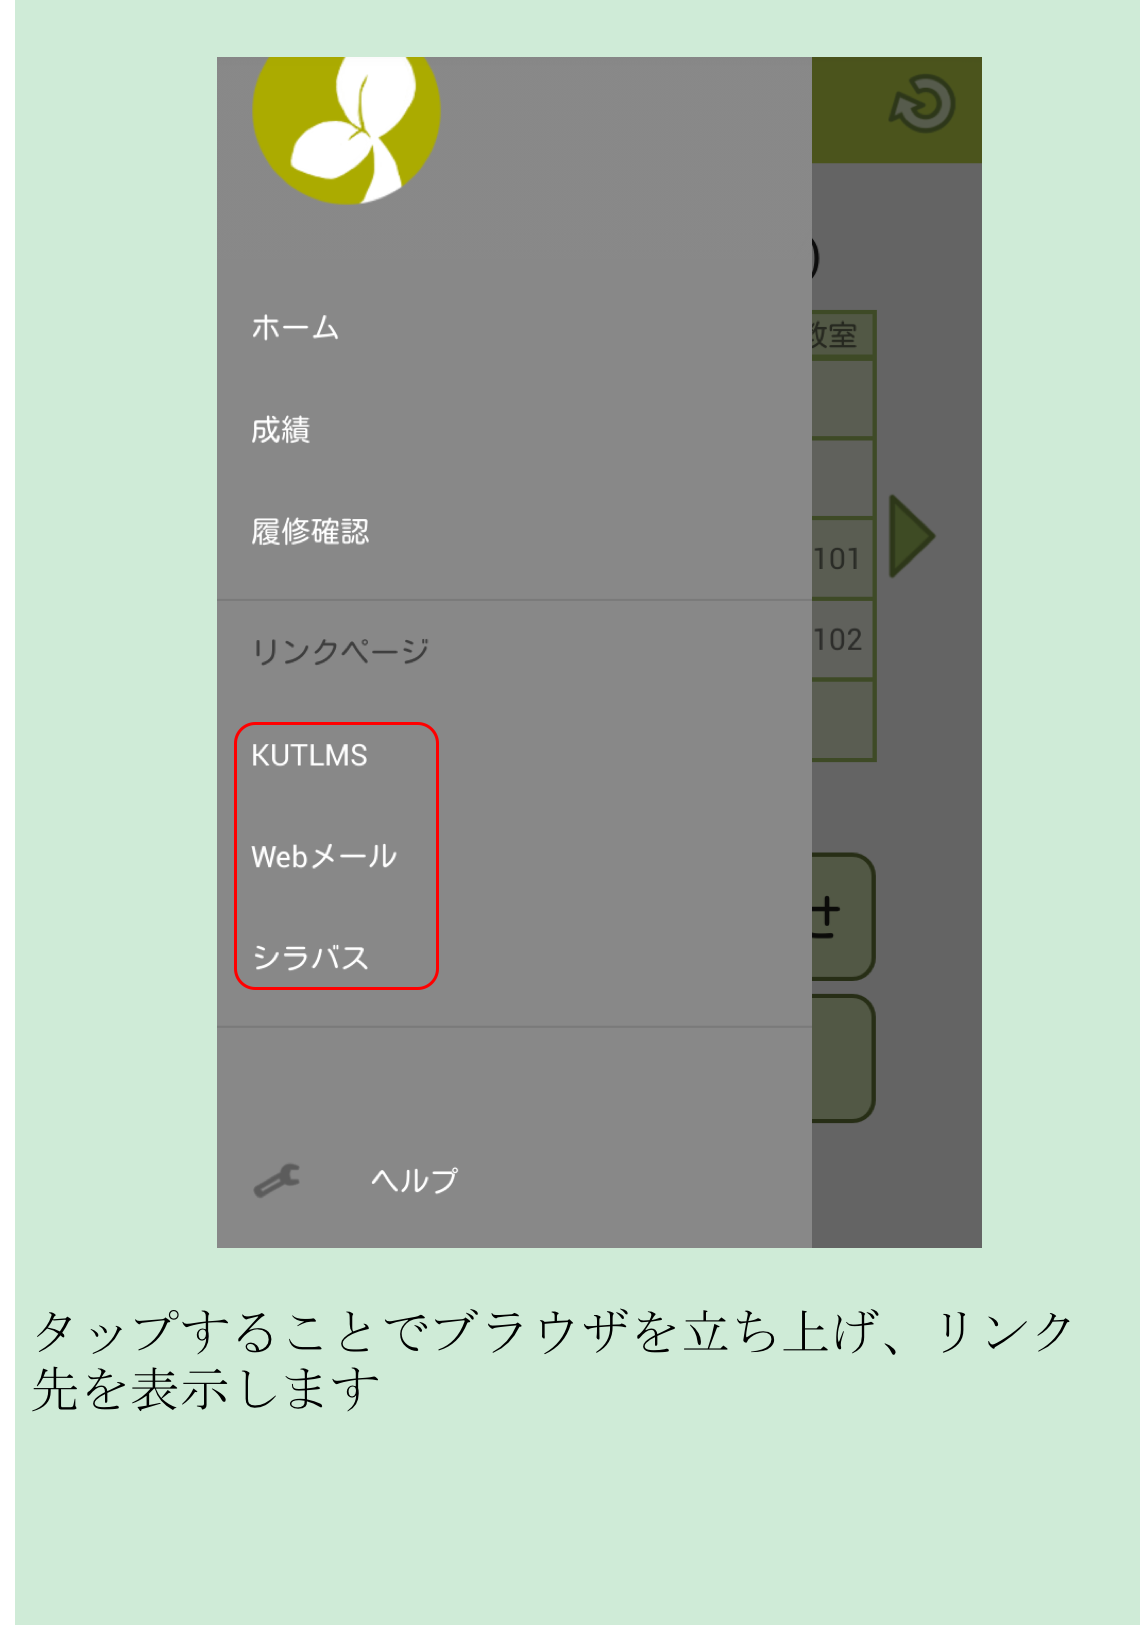 )
教室
ホーム
成績
履修確認
101
リンクページ
102
KUTLMS
Webメール
せ
シラバス
ヘルプ
タップすることでブラウザを立ち上げ、リンク
先を表示します